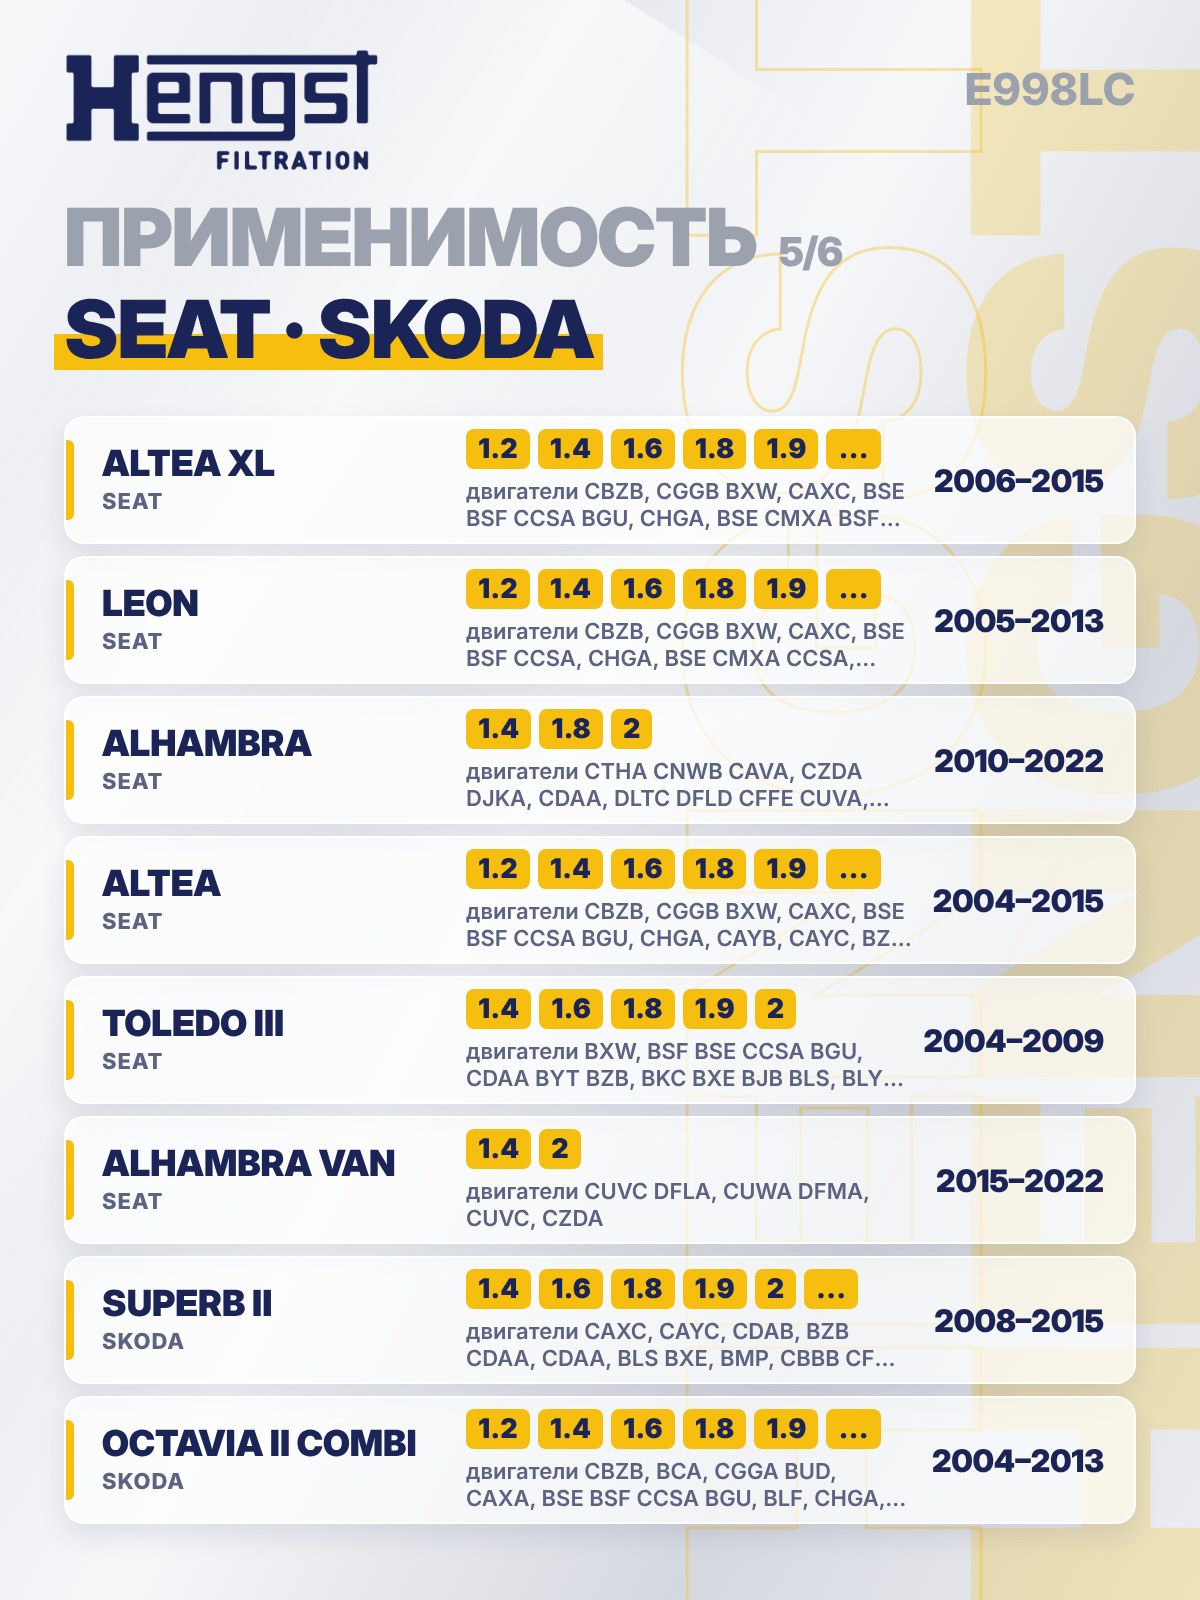 Hengst
FILTRATION
E998LC
ПРИМЕНИМОСТЬ 5/6
SEAT · SKODA
ALTEA XL
SEAT
1.2 1.4 1.6 1.8 1.9 ...
двигатели CBZB, CGGB BXW, CAXC, BSE
BSF CCSA BGU, CHGA, BSE CMXA BSF...
2006–2015
LEON
SEAT
1.2 1.4 1.6 1.8 1.9 ...
двигатели CBZB, CGGB BXW, CAXC, BSE
BSF CCSA, CHGA, BSE CMXA CCSA,...
2005–2013
ALHAMBRA
SEAT
1.4 1.8 2
двигатели CTHA CNWB CAVA, CZDA
DJKA, CDAA, DLTC DFLD CFFE CUVA,...
2010–2022
ALTEA
SEAT
1.2 1.4 1.6 1.8 1.9 ...
двигатели CBZB, CGGB BXW, CAXC, BSE
BSF CCSA BGU, CHGA, CAYB, CAYC, BZ...
2004–2015
TOLEDO III
SEAT
1.4 1.6 1.8 1.9 2
двигатели BXW, BSF BSE CCSA BGU,
CDAA BYT BZB, BKC BXE BJB BLS, BLY...
2004–2009
ALHAMBRA VAN
SEAT
1.4 2
двигатели CUVC DFLA, CUWA DFMA,
CUVC, CZDA
2015–2022
SUPERB II
SKODA
1.4 1.6 1.8 1.9 2 ...
двигатели CAXC, CAYC, CDAB, BZB
CDAA, CDAA, BLS BXE, BMP, CBBB CF...
2008–2015
OCTAVIA II COMBI
SKODA
1.2 1.4 1.6 1.8 1.9 ...
двигатели CBZB, BCA, CGGA BUD,
CAXA, BSE BSF CCSA BGU, BLF, CHGA,...
2004–2013
HENGST
HENGST